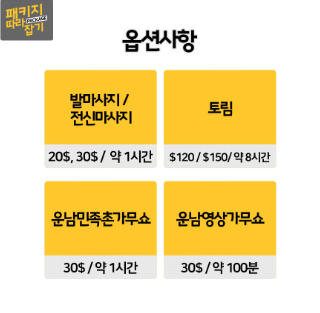 패키지
따라
잡기
옵션사항
발마사지 /
전신마사지
토림
20$, 30$ / 약 1시간
$120 / $150/ 약 8시간
운남민족촌가무쇼
운남영상가무쇼
30$ / 약 1시간
30$ / 약 100분